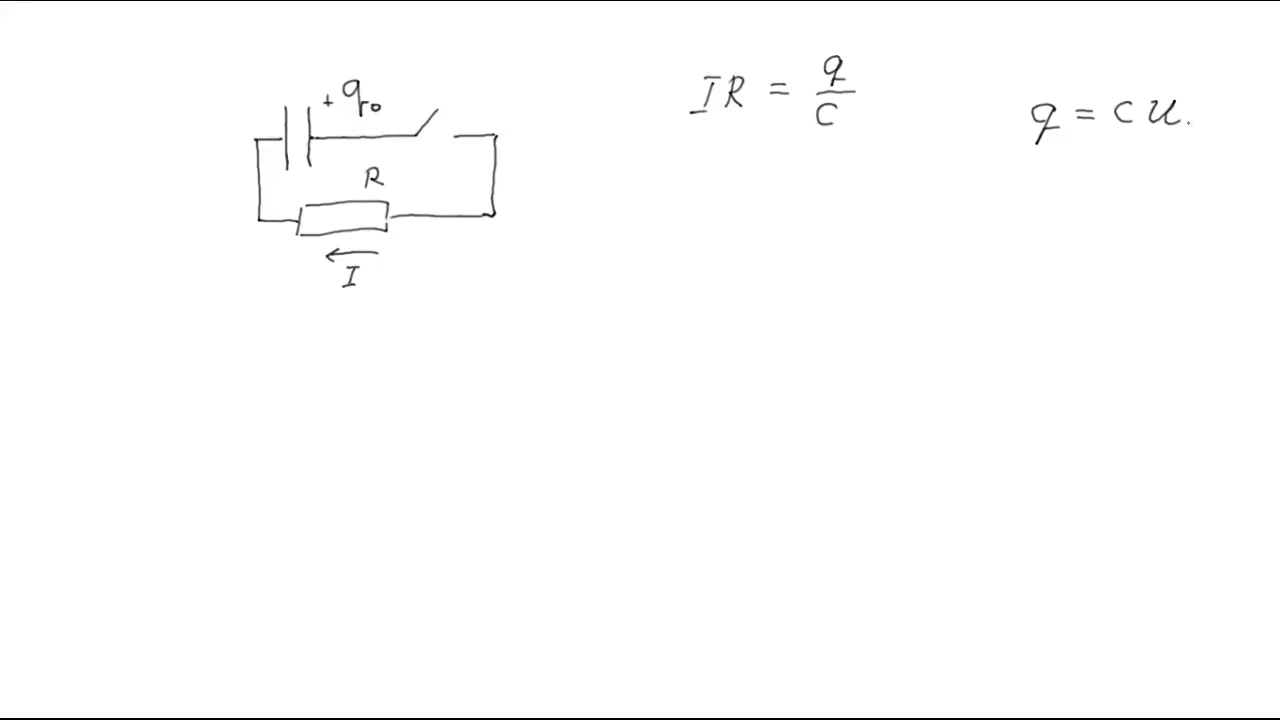 + q₀
R
I
IR = q/C
q = CU.